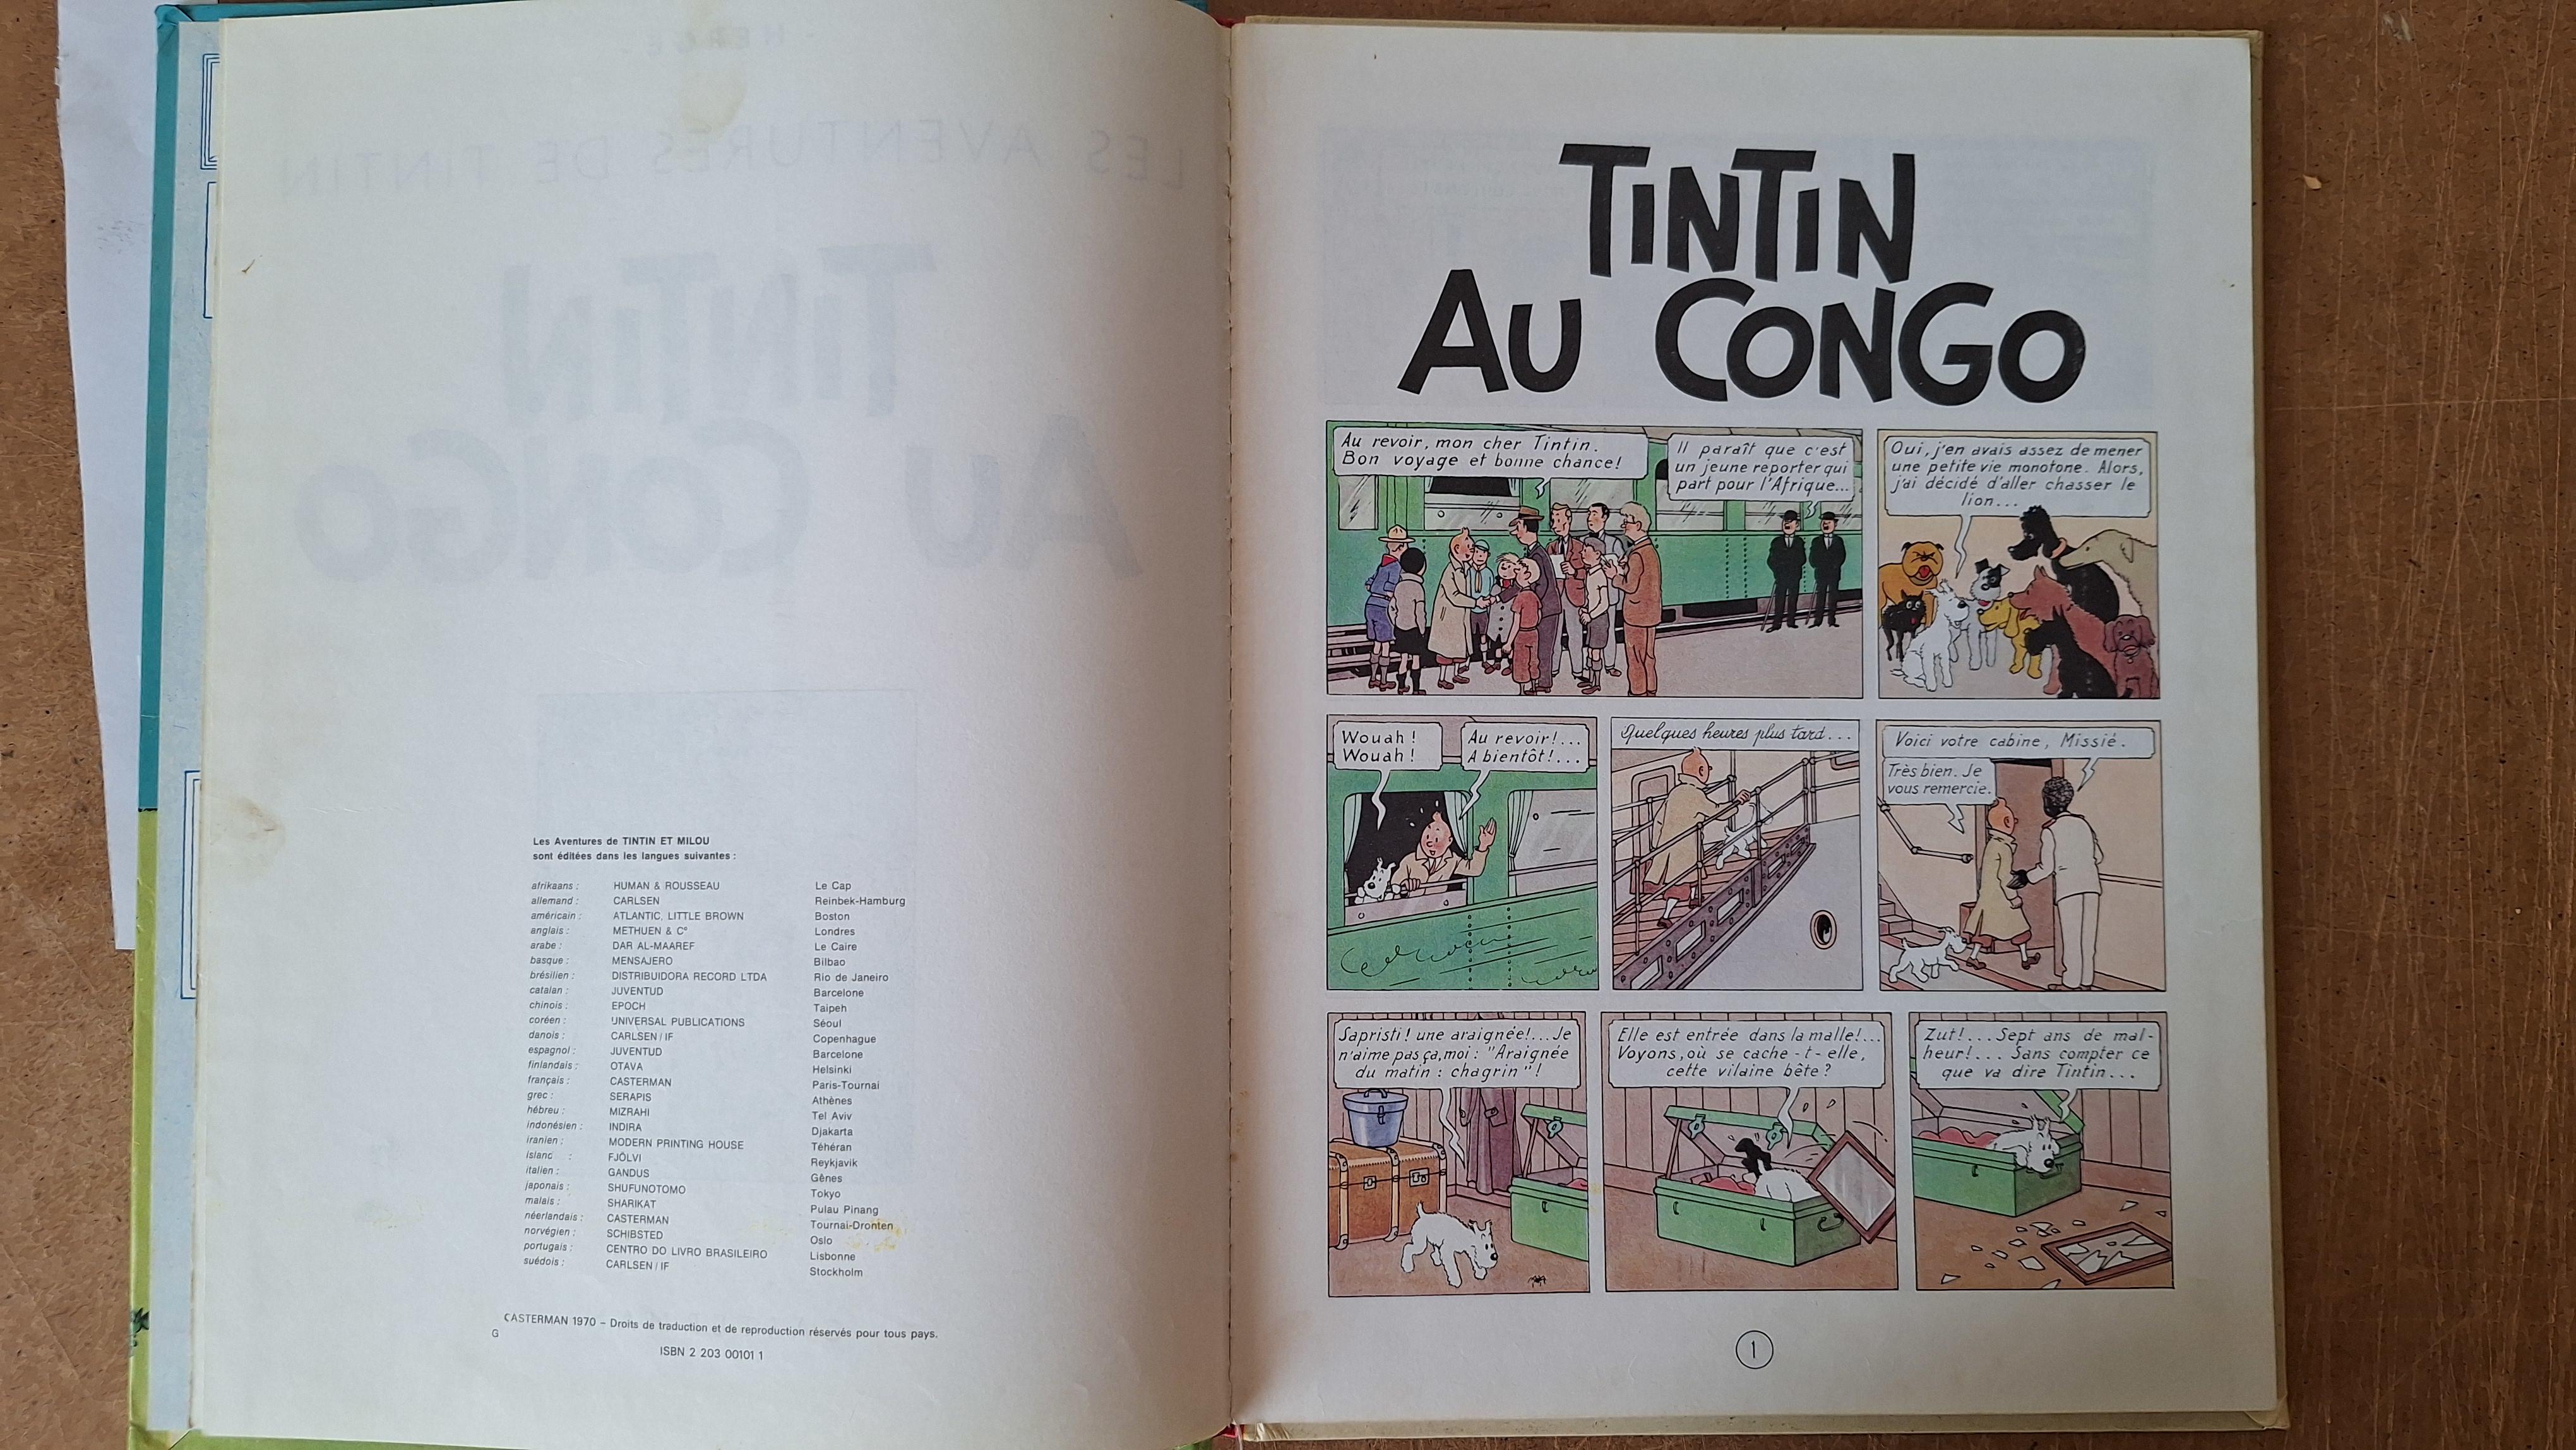 Les Aventures de TINTIN ET MILOU
sont éditées dans les langues suivantes :
afrikaans : HUMAN & ROUSSEAU Le Cap
allemand : CARLSEN Reinbek-Hamburg
américain : ATLANTIC, LITTLE BROWN Boston
anglais : METHUEN & C° Londres
arabe : DAR AL-MAAREF Le Caire
basque : MENSAJERO Bilbao
brésilien : DISTRIBUIDORA RECORD LTDA Rio de Janeiro
catalan : JUVENTUD Barcelone
chinois : EPOCH Taipeh
coréen : UNIVERSAL PUBLICATIONS Séoul
danois : CARLSEN / IF Copenhague
espagnol : JUVENTUD Barcelone
finlandais : OTAVA Helsinki
français : CASTERMAN Paris-Tournai
grec : SERAPIS Athènes
hébreu : MIZRAHI Tel Aviv
indonésien : INDIRA Djakarta
iranien : MODERN PRINTING HOUSE Téhéran
islanc : FJÖLVI Reykjavik
italien : GANDUS Gênes
japonais : SHUFUNOTOMO Tokyo
malais : SHARIKAT Pulau Pinang
néerlandais : CASTERMAN Tournai-Dronten
norvégien : SCHIBSTED Oslo
portugais : CENTRO DO LIVRO BRASILEIRO Lisbonne
suédois : CARLSEN / IF Stockholm
CASTERMAN 1970 – Droits de traduction et de reproduction réservés pour tous pays.
G
ISBN 2 203 00101 1
TINTIN
AU CONGO
Au revoir, mon cher Tintin.
Bon voyage et bonne chance!
Il paraît que c'est
un jeune reporter qui
part pour l'Afrique...
Oui, j'en avais assez de mener
une petite vie monotone. Alors,
j'ai décidé d'aller chasser le
lion...
Wouah!
Wouah!
Au revoir!...
A bientôt!...
Quelques heures plus tard...
Voici votre cabine, Missié.
Très bien. Je
vous remercie.
Sapristi! une araignée!...Je
n'aime pas ça, moi : "Araignée
du matin : chagrin"!
Elle est entrée dans la malle!...
Voyons, où se cache-t-elle,
cette vilaine bête?
Zut!... Sept ans de mal-
heur!... Sans compter ce
que va dire Tintin...
1